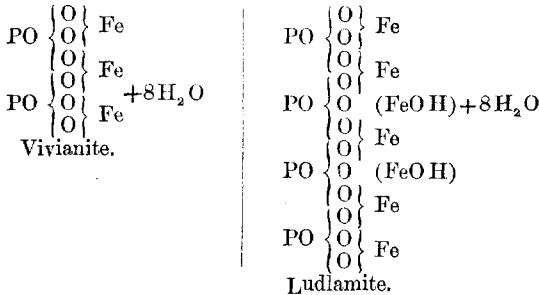 O
PO { O } Fe
O
O } Fe
PO { O +8H₂O
O } Fe
Vivianite.
O
PO { O } Fe
O
O } Fe
PO { O (FeOH)+8H₂O
O
O } Fe
PO { O (FeOH)
O
O } Fe
PO { O
O } Fe
Ludlamite.